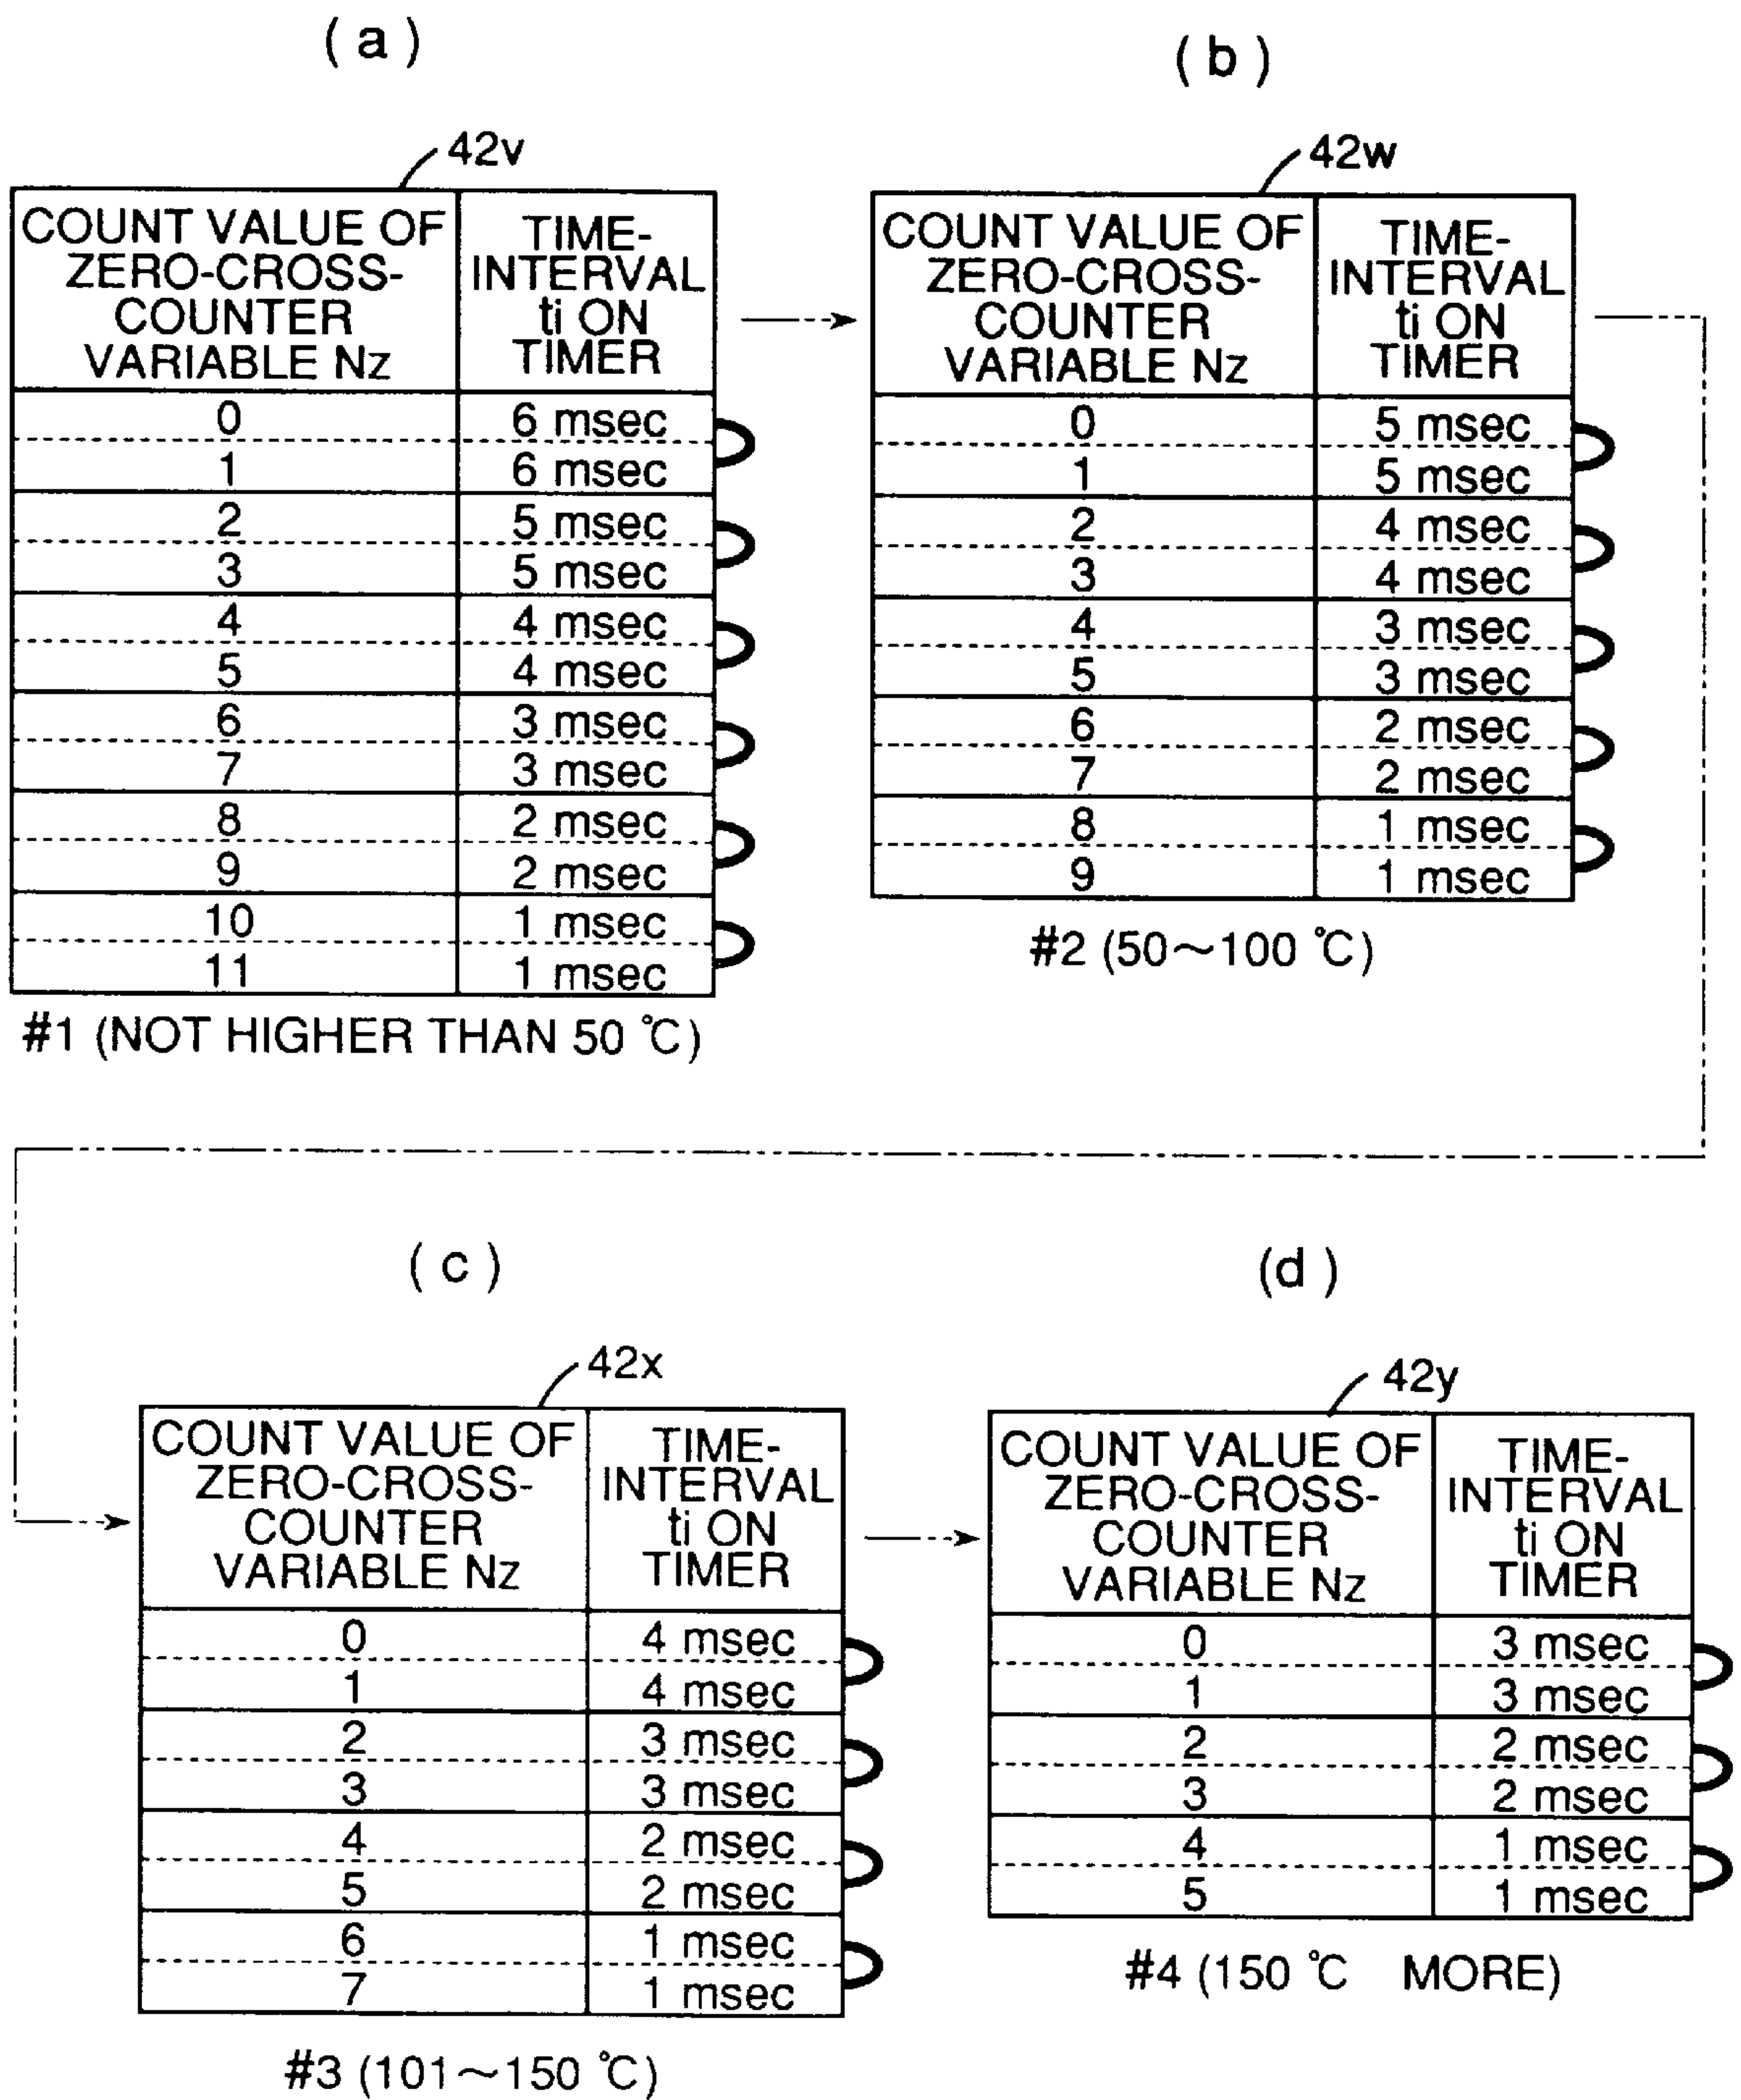 (a)
42v
COUNT VALUE OF
ZERO-CROSS-
COUNTER
VARIABLE Nz
TIME-
INTERVAL
ti ON
TIMER
0 6 msec
1 6 msec
2 5 msec
3 5 msec
4 4 msec
5 4 msec
6 3 msec
7 3 msec
8 2 msec
9 2 msec
10 1 msec
11 1 msec
#1 (NOT HIGHER THAN 50 ℃)
(b)
42w
COUNT VALUE OF
ZERO-CROSS-
COUNTER
VARIABLE Nz
TIME-
INTERVAL
ti ON
TIMER
0 5 msec
1 5 msec
2 4 msec
3 4 msec
4 3 msec
5 3 msec
6 2 msec
7 2 msec
8 1 msec
9 1 msec
#2 (50～100 ℃)
(c)
42x
COUNT VALUE OF
ZERO-CROSS-
COUNTER
VARIABLE Nz
TIME-
INTERVAL
ti ON
TIMER
0 4 msec
1 4 msec
2 3 msec
3 3 msec
4 2 msec
5 2 msec
6 1 msec
7 1 msec
#3 (101～150 ℃)
(d)
42y
COUNT VALUE OF
ZERO-CROSS-
COUNTER
VARIABLE Nz
TIME-
INTERVAL
ti ON
TIMER
0 3 msec
1 3 msec
2 2 msec
3 2 msec
4 1 msec
5 1 msec
#4 (150 ℃ MORE)